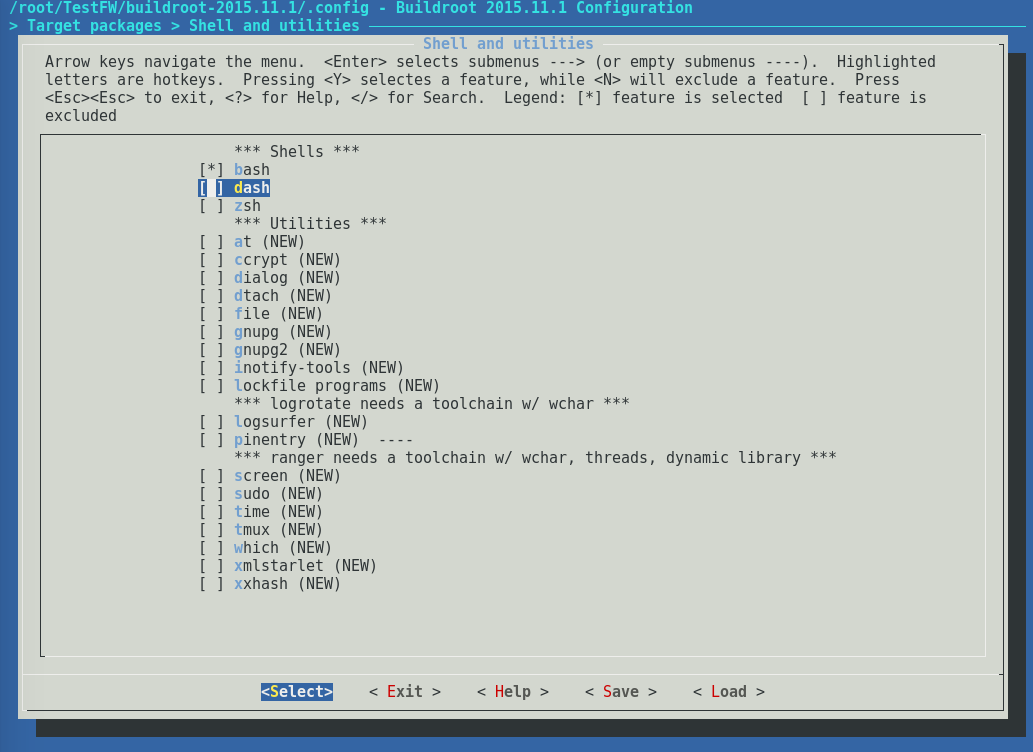 /root/TestFW/buildroot-2015.11.1/.config - Buildroot 2015.11.1 Configuration
> Target packages > Shell and utilities
Shell and utilities
Arrow keys navigate the menu.  <Enter> selects submenus ---> (or empty submenus ----).  Highlighted
letters are hotkeys.  Pressing <Y> selectes a feature, while <N> will exclude a feature.  Press
<Esc><Esc> to exit, <?> for Help, </> for Search.  Legend: [*] feature is selected  [ ] feature is
excluded
*** Shells ***
[*] bash
[ ] dash
[ ] zsh
*** Utilities ***
[ ] at (NEW)
[ ] ccrypt (NEW)
[ ] dialog (NEW)
[ ] dtach (NEW)
[ ] file (NEW)
[ ] gnupg (NEW)
[ ] gnupg2 (NEW)
[ ] inotify-tools (NEW)
[ ] lockfile programs (NEW)
*** logrotate needs a toolchain w/ wchar ***
[ ] logsurfer (NEW)
[ ] pinentry (NEW)  ----
*** ranger needs a toolchain w/ wchar, threads, dynamic library ***
[ ] screen (NEW)
[ ] sudo (NEW)
[ ] time (NEW)
[ ] tmux (NEW)
[ ] which (NEW)
[ ] xmlstarlet (NEW)
[ ] xxhash (NEW)
<Select>    < Exit >    < Help >    < Save >    < Load >